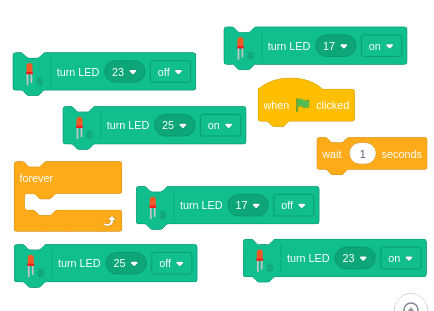 turn LED 17 on
turn LED 23 off
when clicked
turn LED 25 on
wait 1 seconds
forever
turn LED 17 off
turn LED 25 off
turn LED 23 on